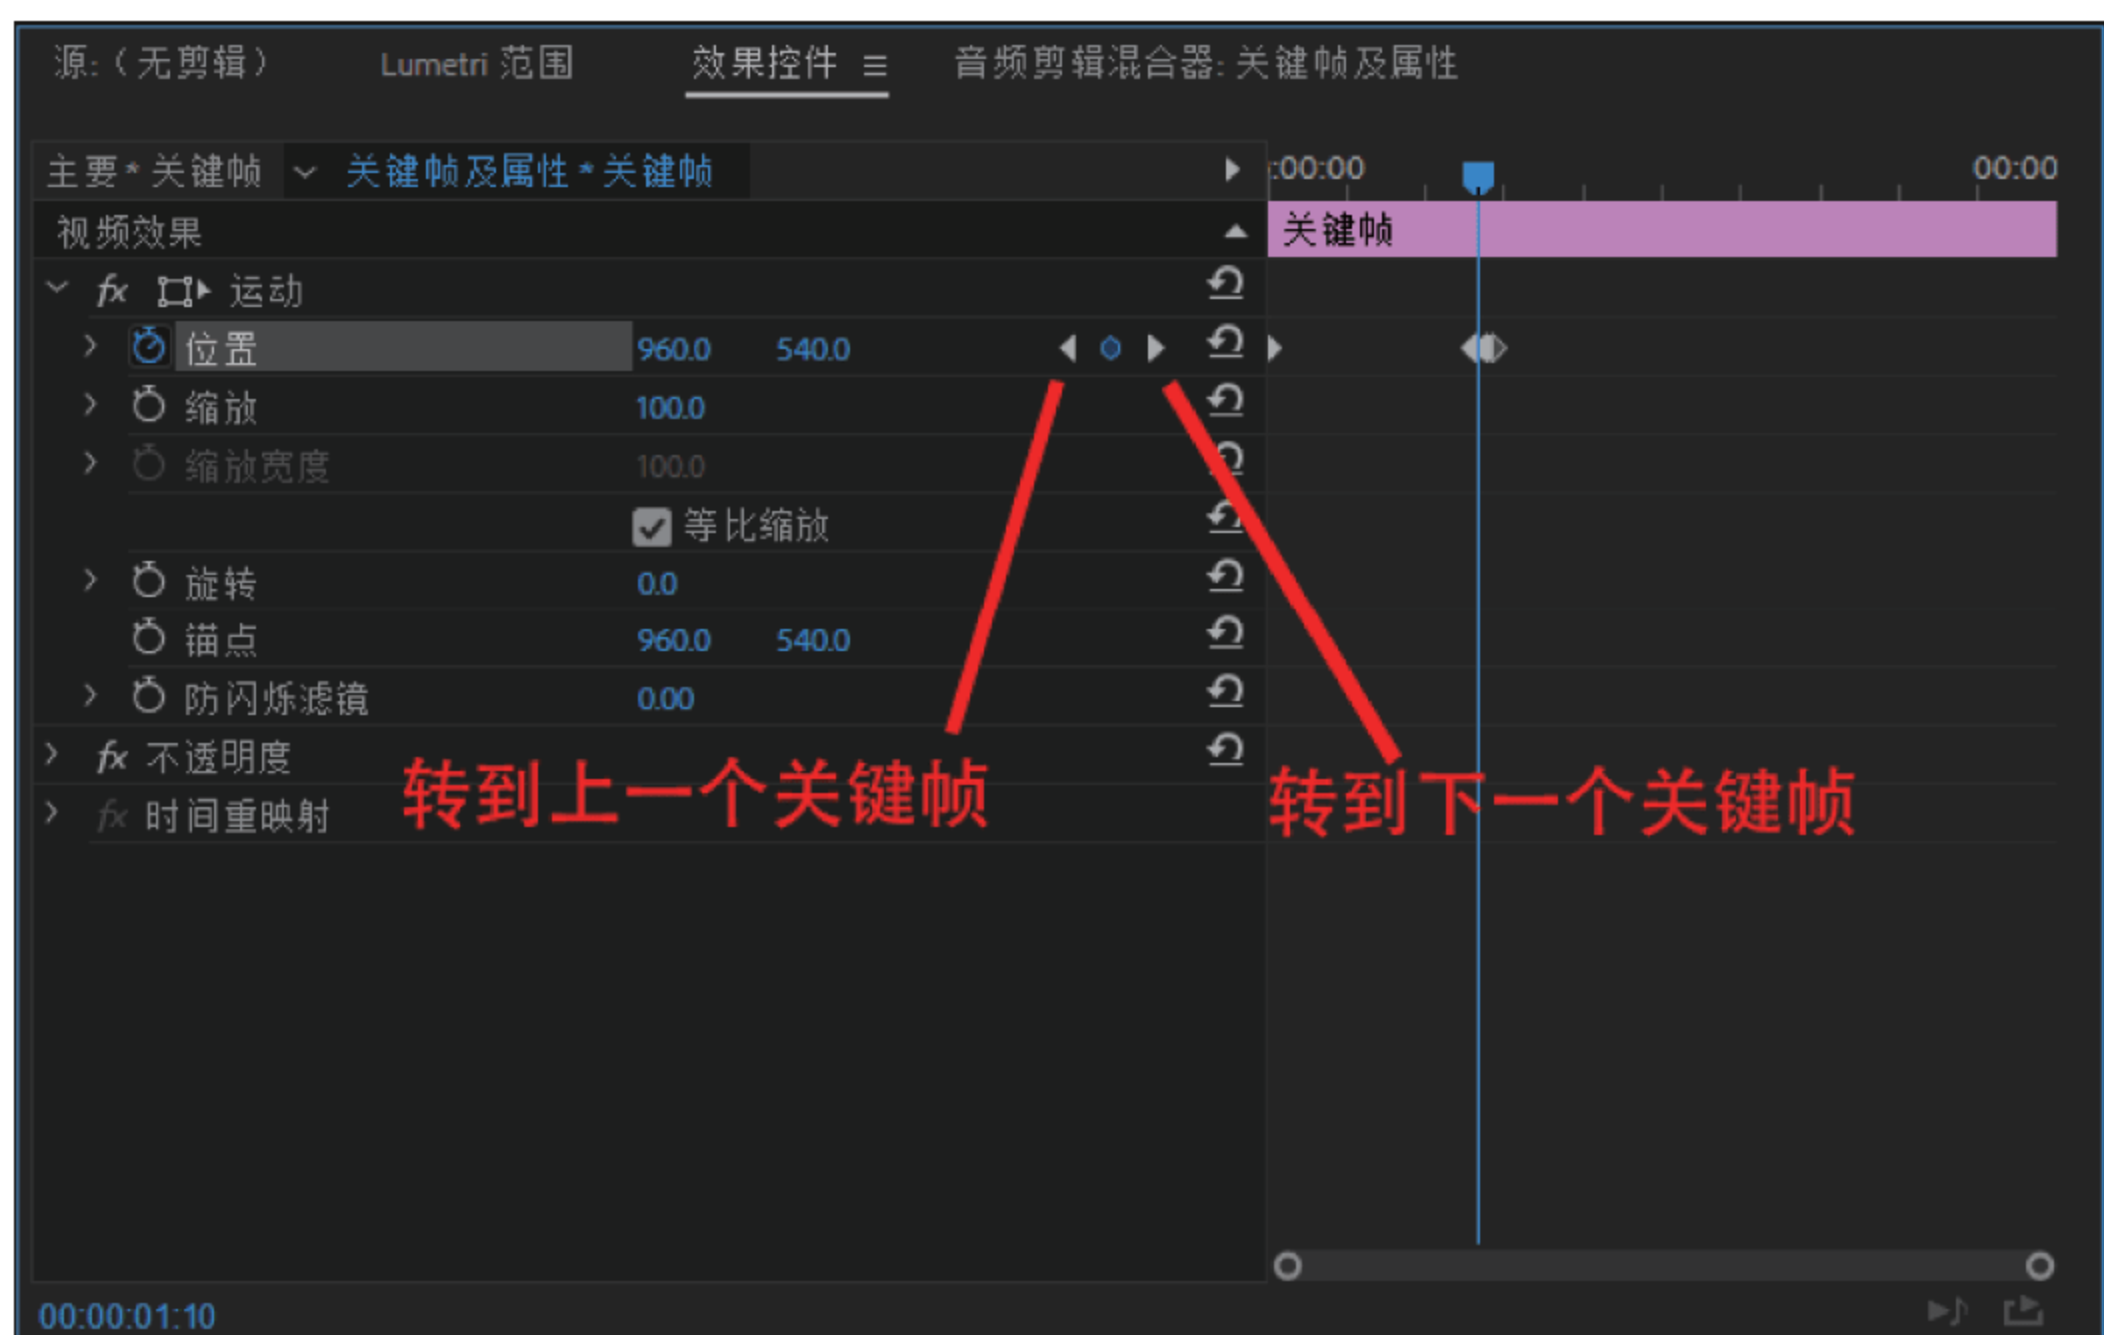 源:（无剪辑） Lumetri 范围 效果控件 ≡ 音频剪辑混合器: 关键帧及属性
主要*关键帧 关键帧及属性*关键帧 :00:00 00:00
视频效果 关键帧
fx 运动
位置 960.0 540.0
缩放 100.0
缩放宽度 100.0
等比缩放
旋转 0.0
锚点 960.0 540.0
防闪烁滤镜 0.00
fx 不透明度
转到上一个关键帧 转到下一个关键帧
fx 时间重映射
00:00:01:10